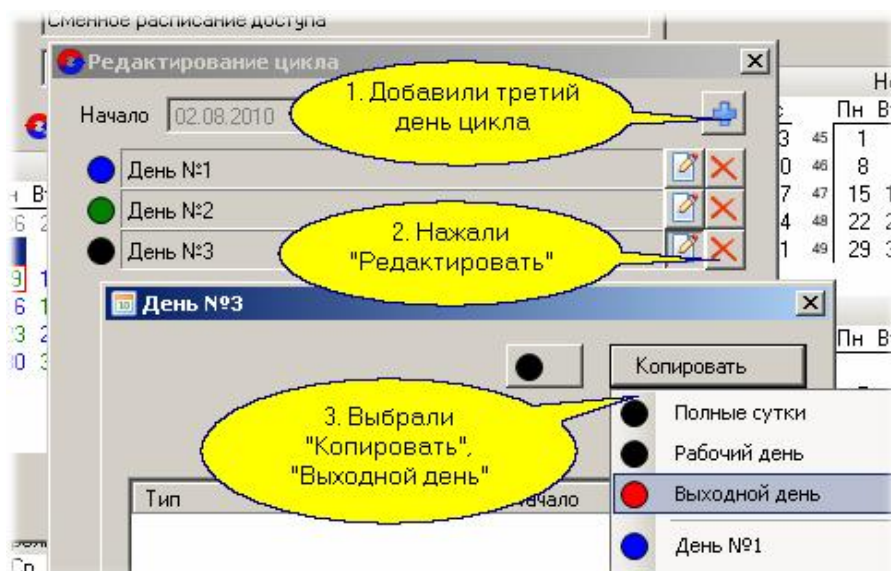 Сменное расписание доступа
Редактирование цикла
Начало 02.08.2010
1. Добавили третий
день цикла
День №1
День №2
День №3
2. Нажали
"Редактировать"
День №3
Копировать
3. Выбрали
"Копировать",
"Выходной день"
Полные сутки
Рабочий день
Выходной день
День №1
Тип
Пн
45 1
46 8
47 15
48 22
49 29
Пн
Ср